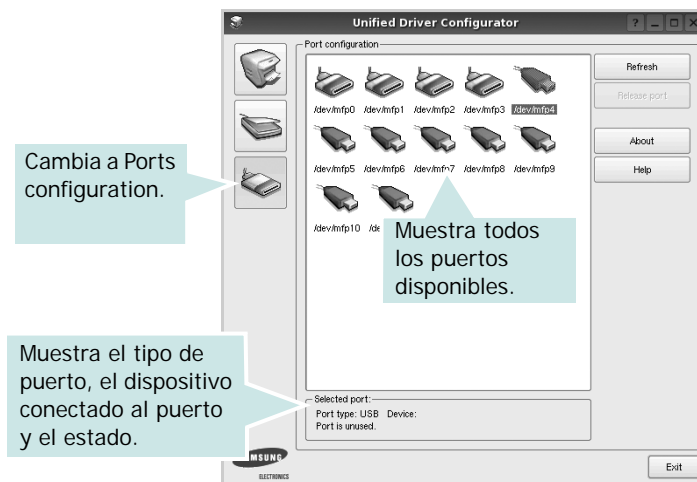 Unified Driver Configurator
Port configuration
/dev/mfp0 /dev/mfp1 /dev/mfp2 /dev/mfp3 /dev/mfp4
/dev/mfp5 /dev/mfp6 /dev/mfp7 /dev/mfp8 /dev/mfp9
/dev/mfp10
Refresh
Release port
About
Help
Cambia a Ports
configuration.
Muestra todos
los puertos
disponibles.
Muestra el tipo de
puerto, el dispositivo
conectado al puerto
y el estado.
Selected port:
Port type: USB Device:
Port is unused.
ELECTRONICS
Exit